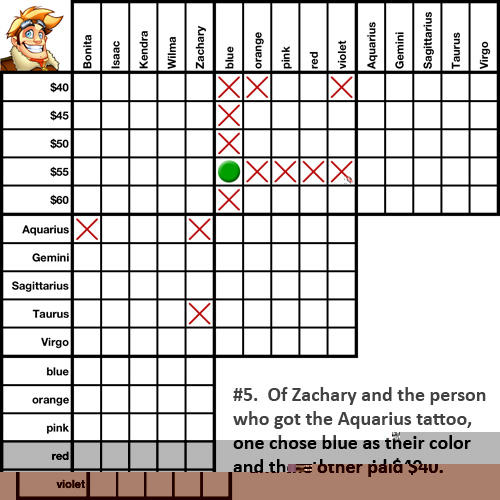 Bonita
Isaac
Kendra
Wilma
Zachary
blue
orange
pink
red
violet
Aquarius
Gemini
Sagittarius
Taurus
Virgo
$40
$45
$50
$55
$60
Aquarius
Gemini
Sagittarius
Taurus
Virgo
blue
orange
pink
red
violet
#5. Of Zachary and the person
who got the Aquarius tattoo,
one chose blue as their color
and the other paid $40.